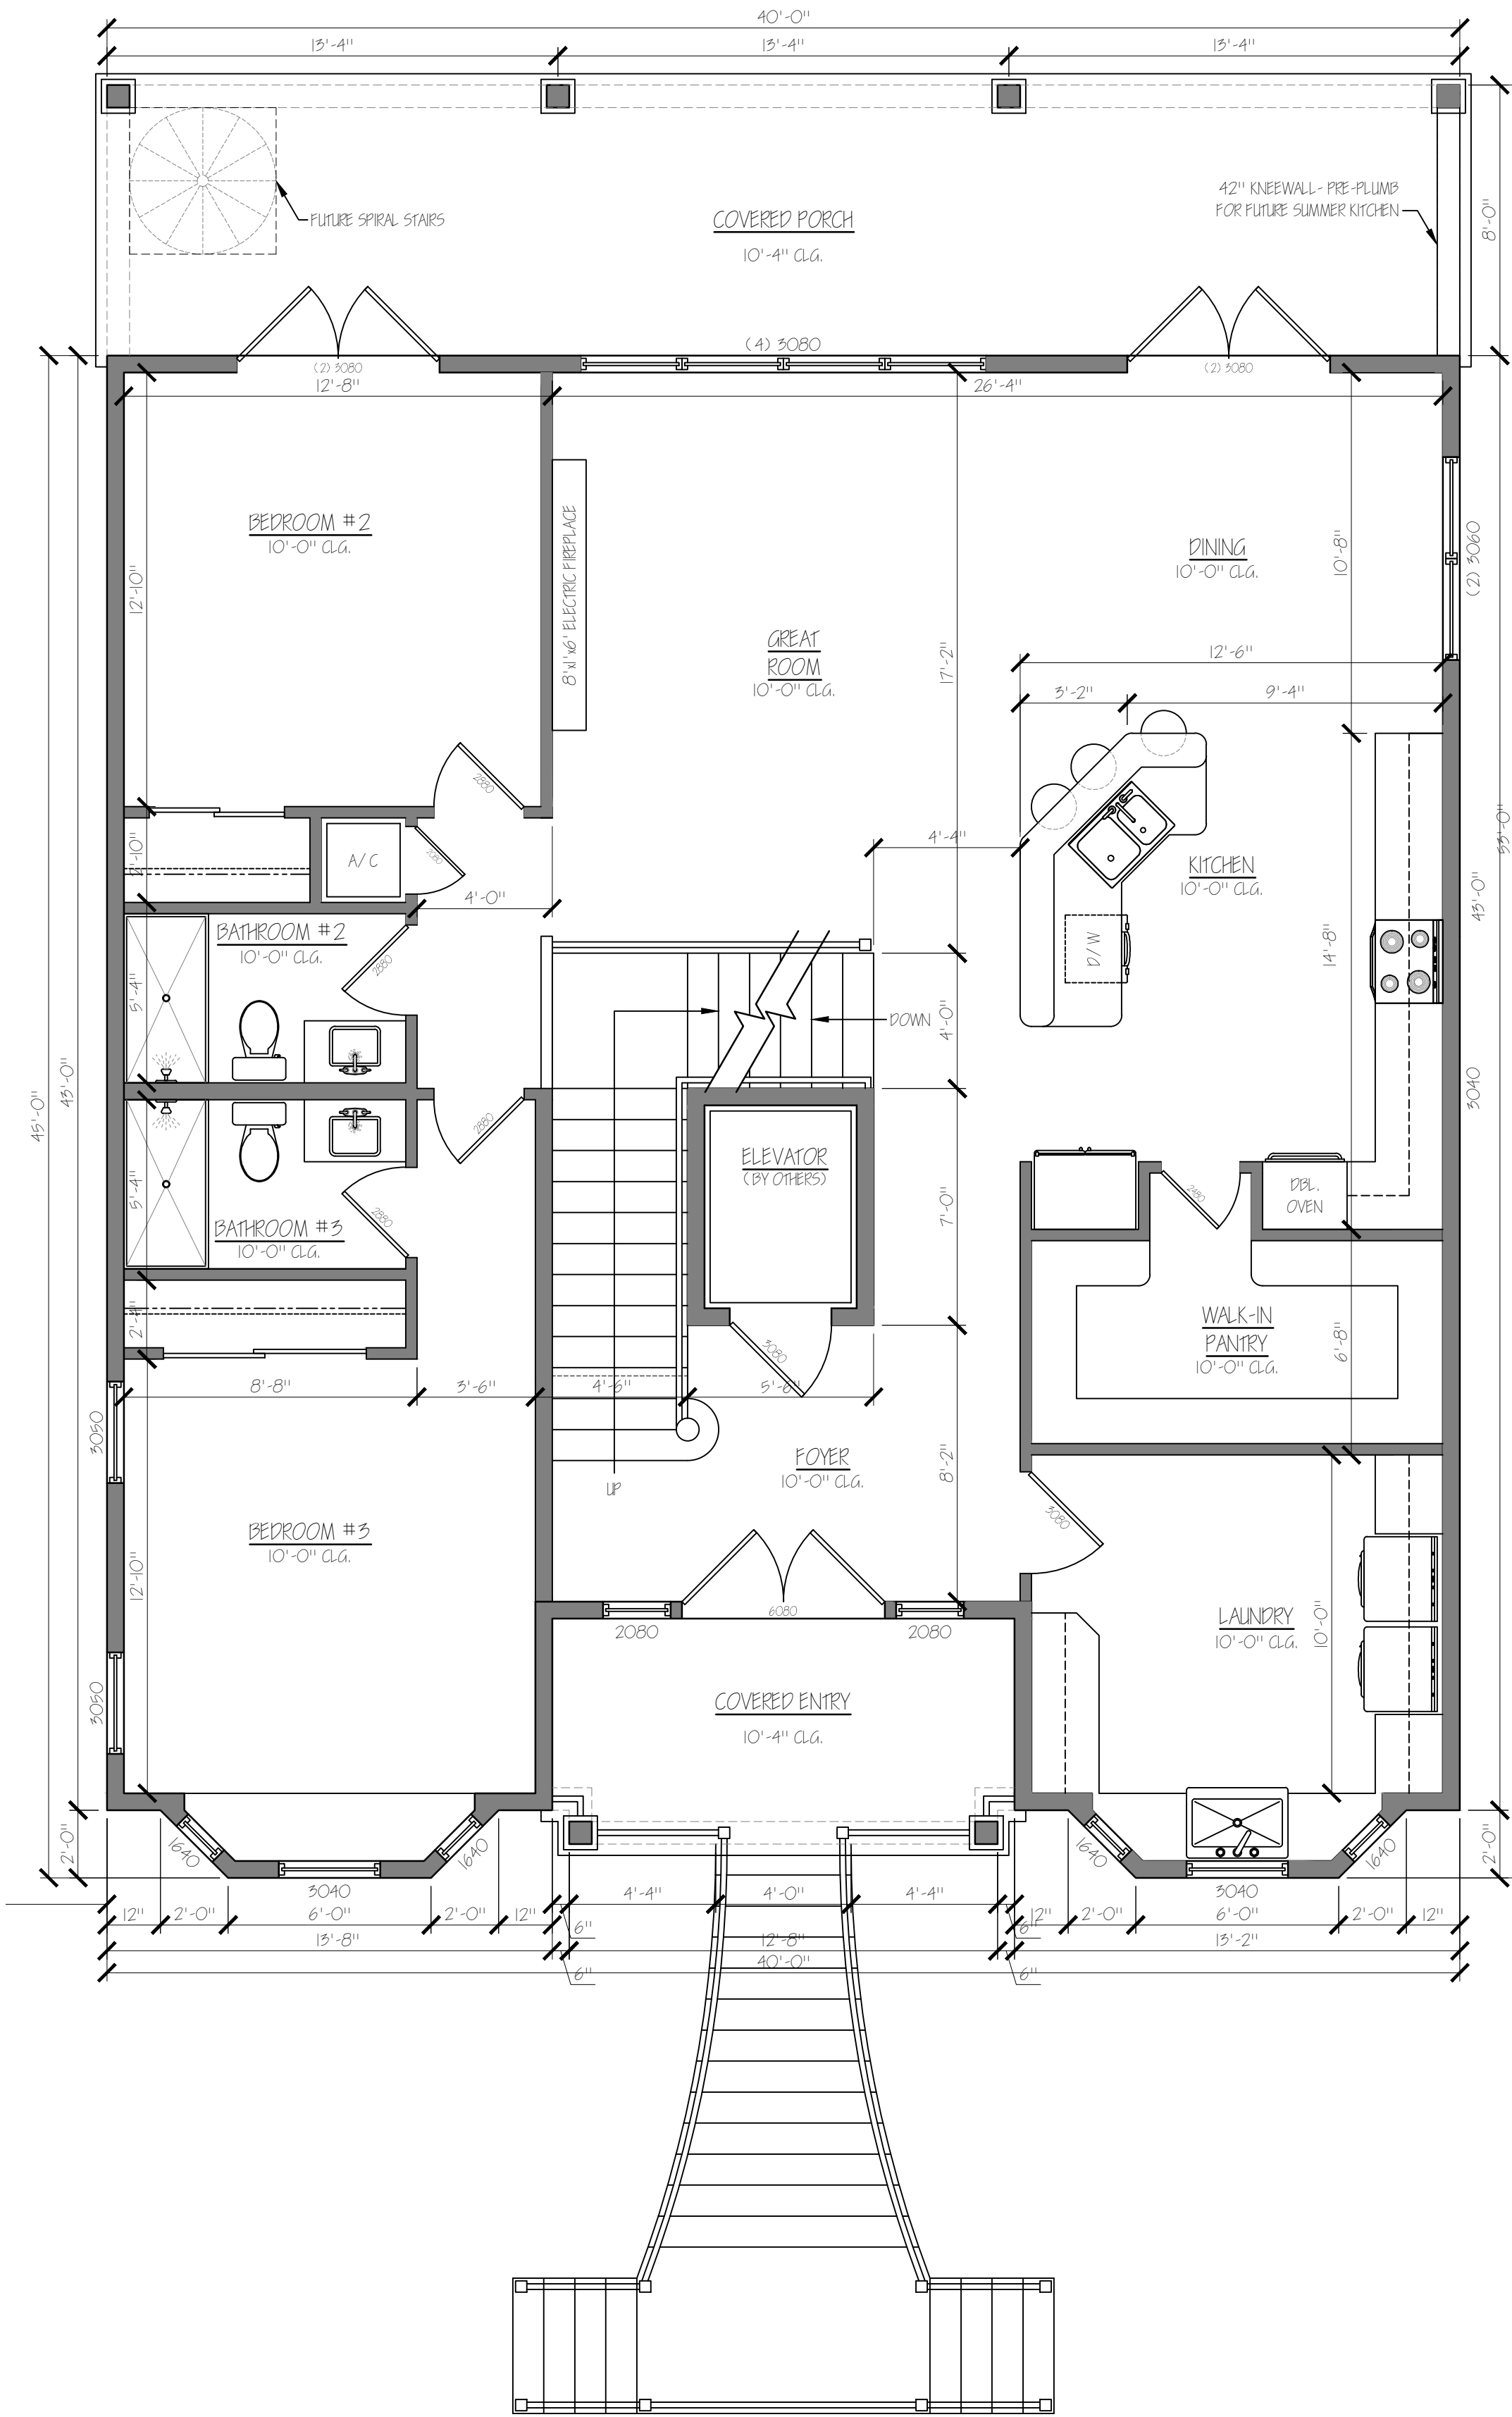 40'-0"
13'-4"
13'-4"
13'-4"
42" KNEEWALL- PRE-PLUMB
FOR FUTURE SUMMER KITCHEN
FUTURE SPIRAL STAIRS
COVERED PORCH
10'-4" CLG.
8'-0"
(4) 3080
(2) 3080
(2) 3080
12'-8"
26'-4"
BEDROOM #2
10'-0" CLG.
12'-10"
8'x1'x6' ELECTRIC FIREPLACE
DINING
10'-0" CLG.
10'-8"
(2) 3060
GREAT
ROOM
10'-0" CLG.
17'-2"
12'-6"
3'-2"
9'-4"
2880
53'-0"
A/C
2080
4'-4"
KITCHEN
10'-0" CLG.
43'-0"
4'-0"
BATHROOM #2
10'-0" CLG.
2880
5'-4"
D/W
14'-8"
DOWN
4'-0"
45'-0"
43'-0"
3040
2880
ELEVATOR
(BY OTHERS)
5'-4"
BATHROOM #3
10'-0" CLG.
2880
7'-0"
2480
DBL.
OVEN
2'-4"
WALK-IN
PANTRY
10'-0" CLG.
6'-8"
3080
8'-8"
3'-6"
4'-6"
5'-6"
3050
FOYER
10'-0" CLG.
8'-2"
UP
3080
BEDROOM #3
10'-0" CLG.
12'-10"
6080
2080
2080
LAUNDRY
10'-0" CLG.
10'-0"
3050
COVERED ENTRY
10'-4" CLG.
2'-0"
1640
1640
1640
1640
2'-0"
3040
3040
4'-4"
4'-0"
4'-4"
12"
2'-0"
6'-0"
2'-0"
12"
6"
6"
12"
2'-0"
6'-0"
2'-0"
12"
13'-8"
12'-8"
13'-2"
40'-0"
6"
6"